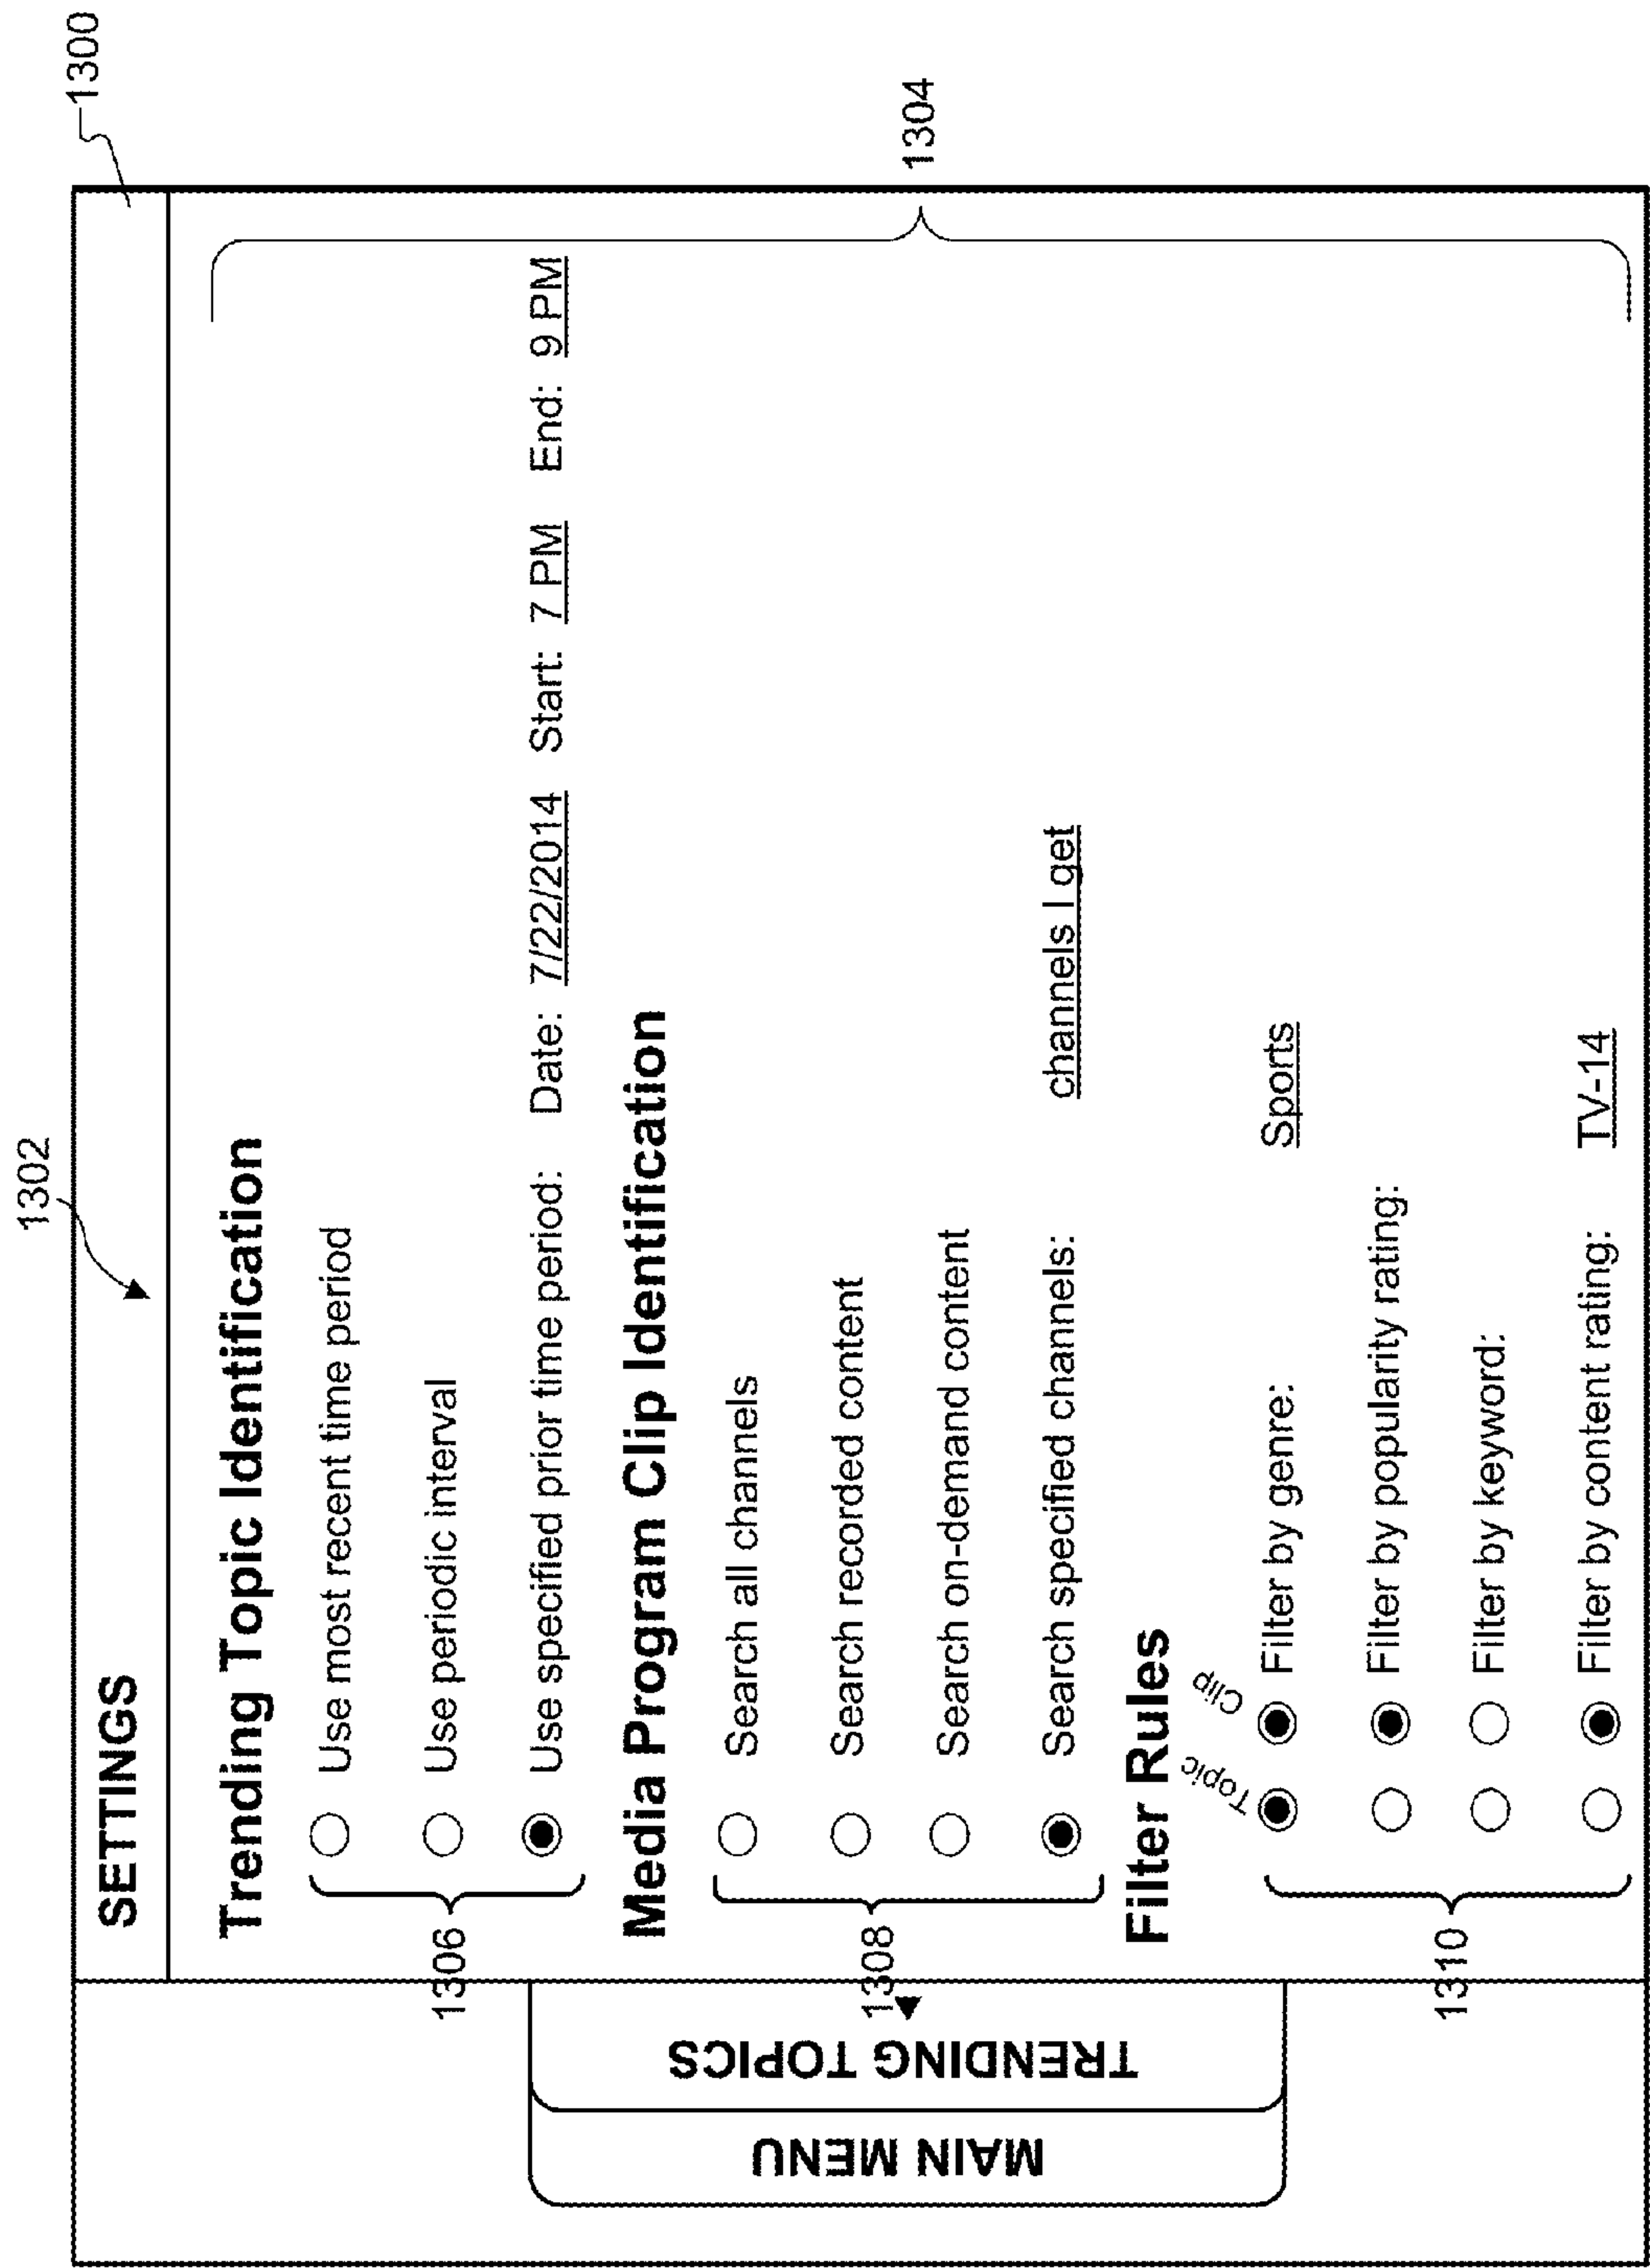 1302
1300
SETTINGS
Trending Topic Identification
Use most recent time period
Use periodic interval
Use specified prior time period: Date: 7/22/2014 Start: 7 PM End: 9 PM
1306
Media Program Clip Identification
Search all channels
Search recorded content
Search on-demand content
Search specified channels: channels I get
1308
Filter Rules
Topic Clip
Filter by genre: Sports
Filter by popularity rating:
Filter by keyword:
Filter by content rating: TV-14
1310
1304
MAIN MENU
TRENDING TOPICS